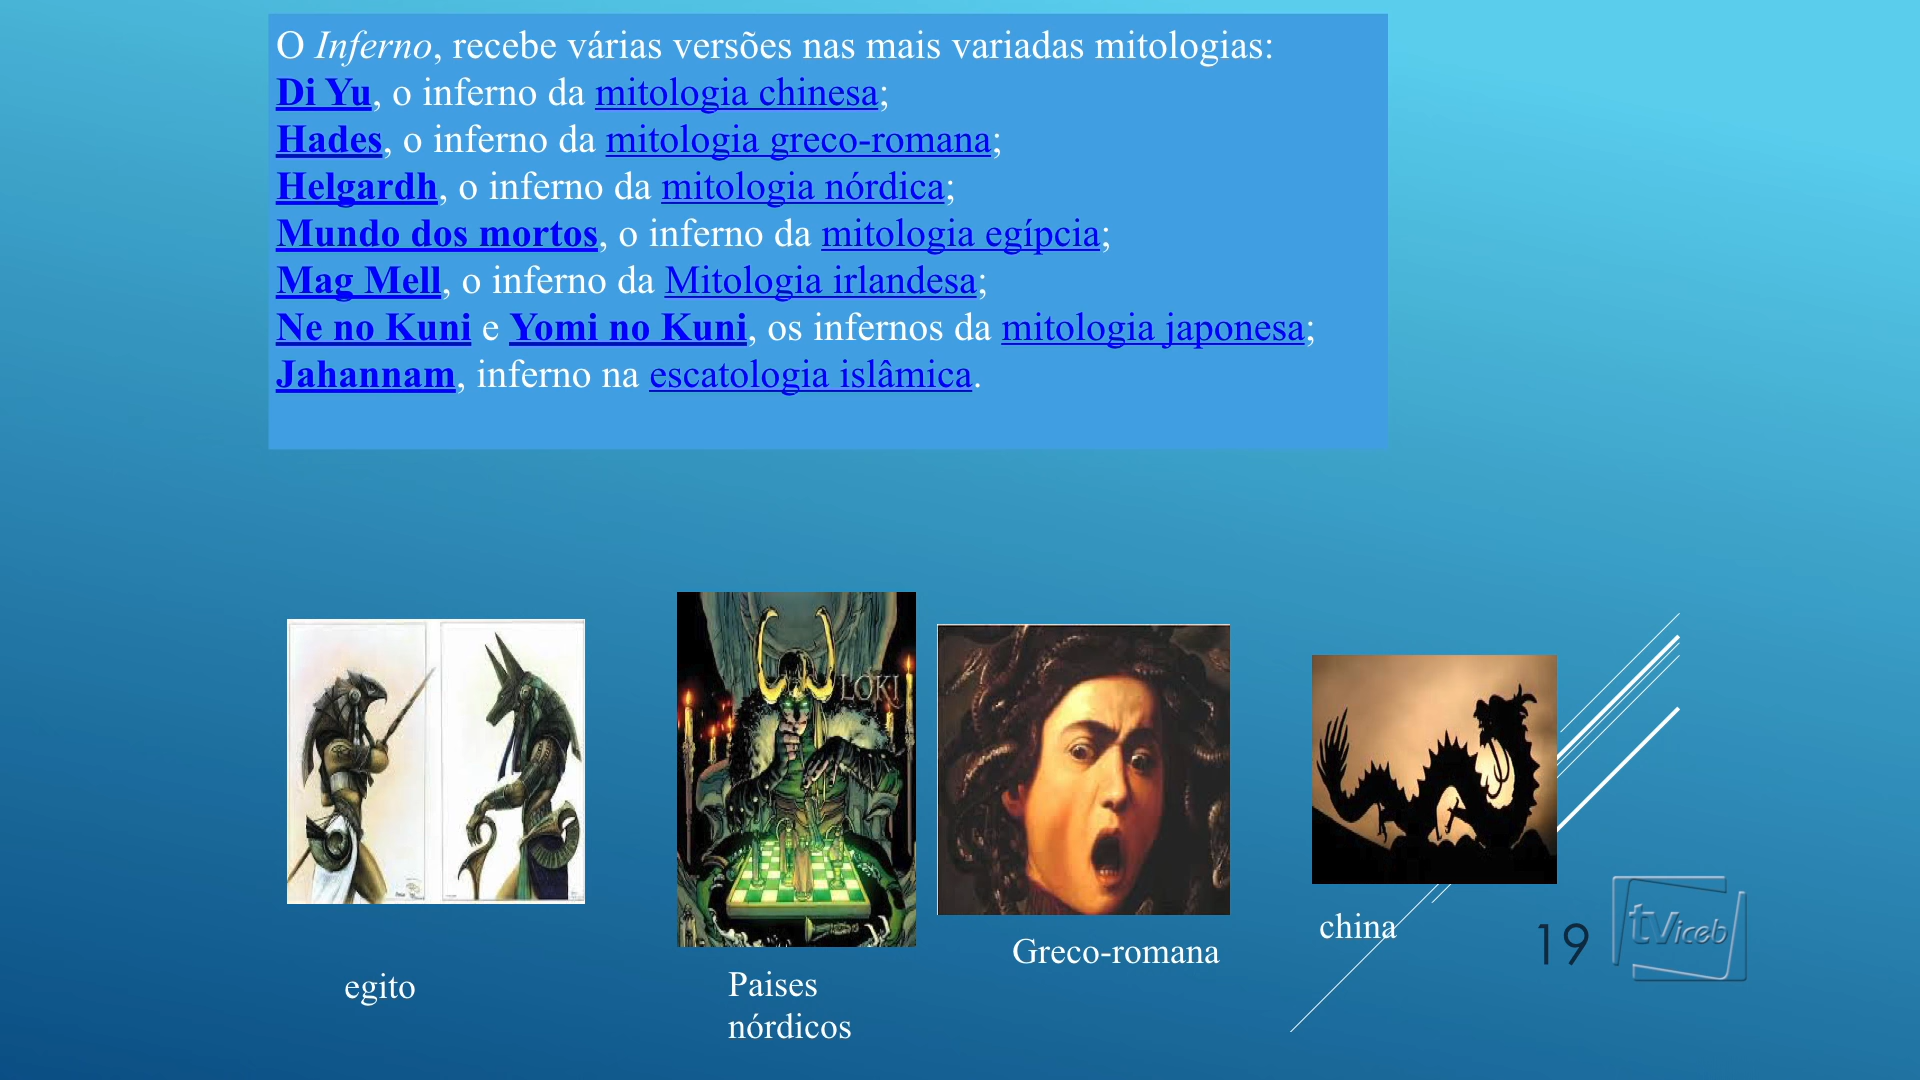 O Inferno, recebe várias versões nas mais variadas mitologias:
Di Yu, o inferno da mitologia chinesa;
Hades, o inferno da mitologia greco-romana;
Helgardh, o inferno da mitologia nórdica;
Mundo dos mortos, o inferno da mitologia egípcia;
Mag Mell, o inferno da Mitologia irlandesa;
Ne no Kuni e Yomi no Kuni, os infernos da mitologia japonesa;
Jahannam, inferno na escatologia islâmica.
LOKI
egito
Paises
nórdicos
Greco-romana
china
19
tViceb